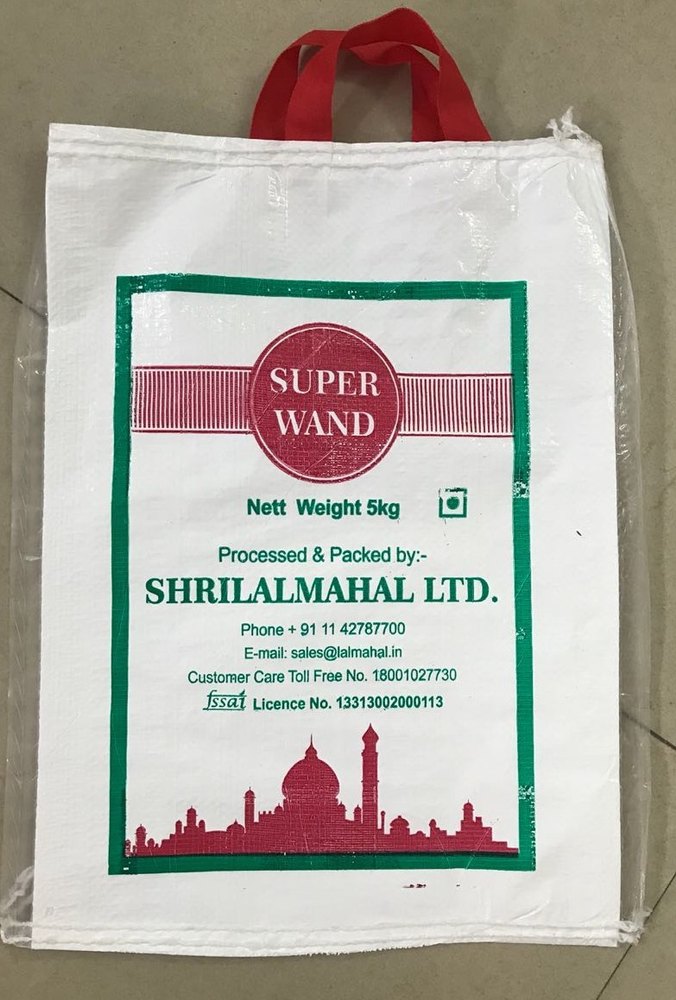 SUPER
WAND
Nett Weight 5kg
Processed & Packed by:-
SHRILALMAHAL LTD.
Phone + 91 11 42787700
E-mail: sales@lalmahal.in
Customer Care Toll Free No. 18001027730
fssai Licence No. 13313002000113